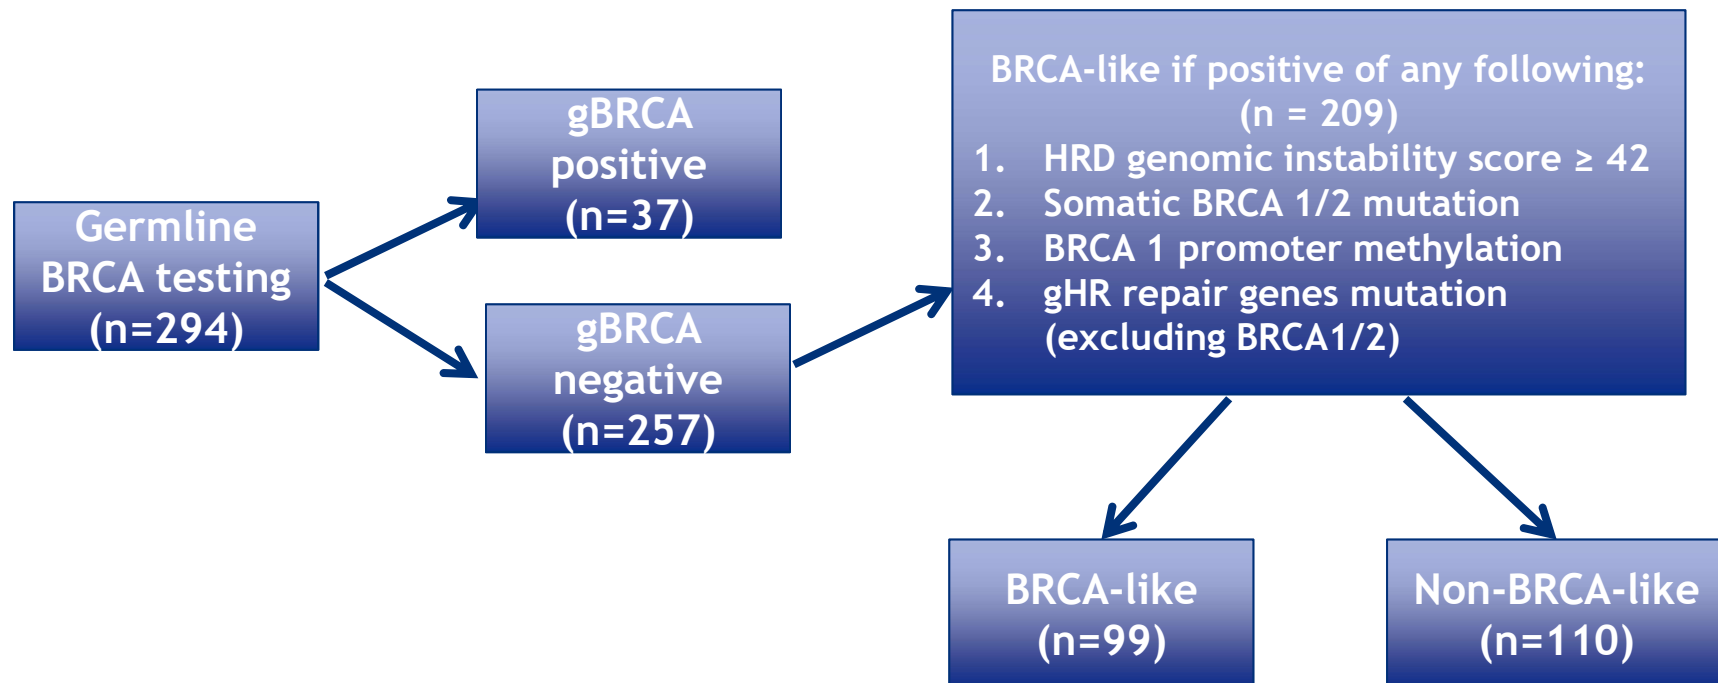 Germline
BRCA testing
(n=294)
gBRCA
positive
(n=37)
gBRCA
negative
(n=257)
BRCA-like if positive of any following:
(n = 209)
1. HRD genomic instability score ≥ 42
2. Somatic BRCA 1/2 mutation
3. BRCA 1 promoter methylation
4. gHR repair genes mutation
(excluding BRCA1/2)
BRCA-like
(n=99)
Non-BRCA-like
(n=110)